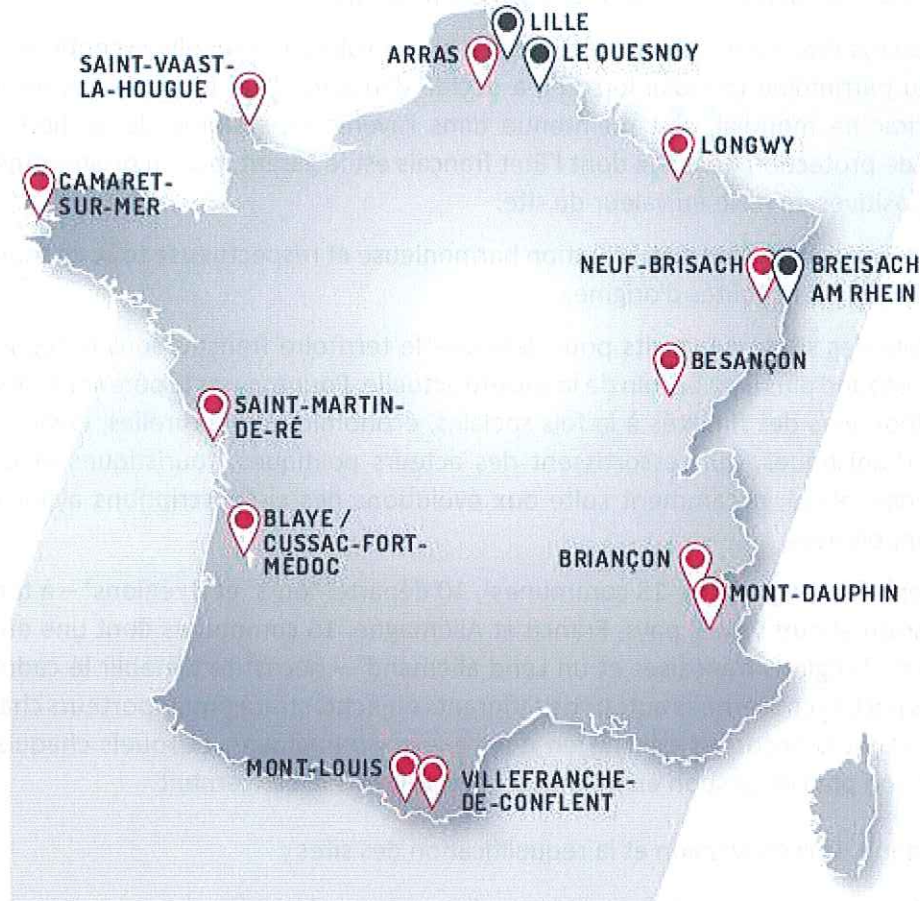 LILLE
ARRAS
LE QUESNOY
SAINT-VAAST-
LA-HOUGUE
LONGWY
CAMARET-
SUR-MER
NEUF-BRISACH
BREISACH
AM RHEIN
BESANÇON
SAINT-MARTIN-
DE-RÉ
BLAYE /
CUSSAC-FORT-
MÉDOC
BRIANÇON
MONT-DAUPHIN
MONT-LOUIS
VILLEFRANCHE-
DE-CONFLENT